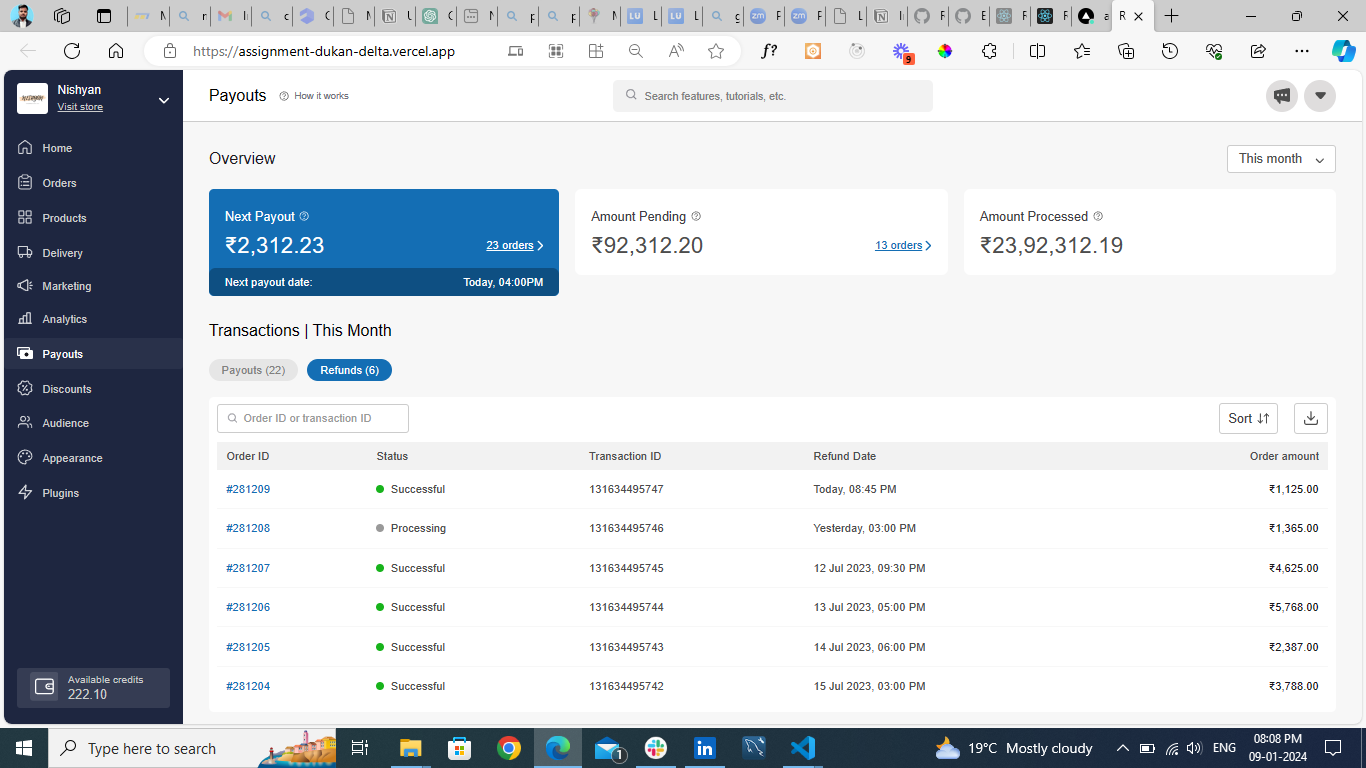 https://assignment-dukan-delta.vercel.app
9
Nishyan
Visit store
Home
Orders
Products
Delivery
Marketing
Analytics
Payouts
Discounts
Audience
Appearance
Plugins
Available credits
222.10
Payouts How it works
Search features, tutorials, etc.
Overview
This month
Next Payout
₹2,312.23
23 orders
Next payout date: Today, 04:00PM
Amount Pending
₹92,312.20
13 orders
Amount Processed
₹23,92,312.19
Transactions | This Month
Payouts (22) Refunds (6)
Order ID or transaction ID
Sort
Order ID Status Transaction ID Refund Date Order amount
#281209 Successful 131634495747 Today, 08:45 PM ₹1,125.00
#281208 Processing 131634495746 Yesterday, 03:00 PM ₹1,365.00
#281207 Successful 131634495745 12 Jul 2023, 09:30 PM ₹4,625.00
#281206 Successful 131634495744 13 Jul 2023, 05:00 PM ₹5,768.00
#281205 Successful 131634495743 14 Jul 2023, 06:00 PM ₹2,387.00
#281204 Successful 131634495742 15 Jul 2023, 03:00 PM ₹3,788.00
Type here to search
1
19°C Mostly cloudy
ENG
08:08 PM
09-01-2024